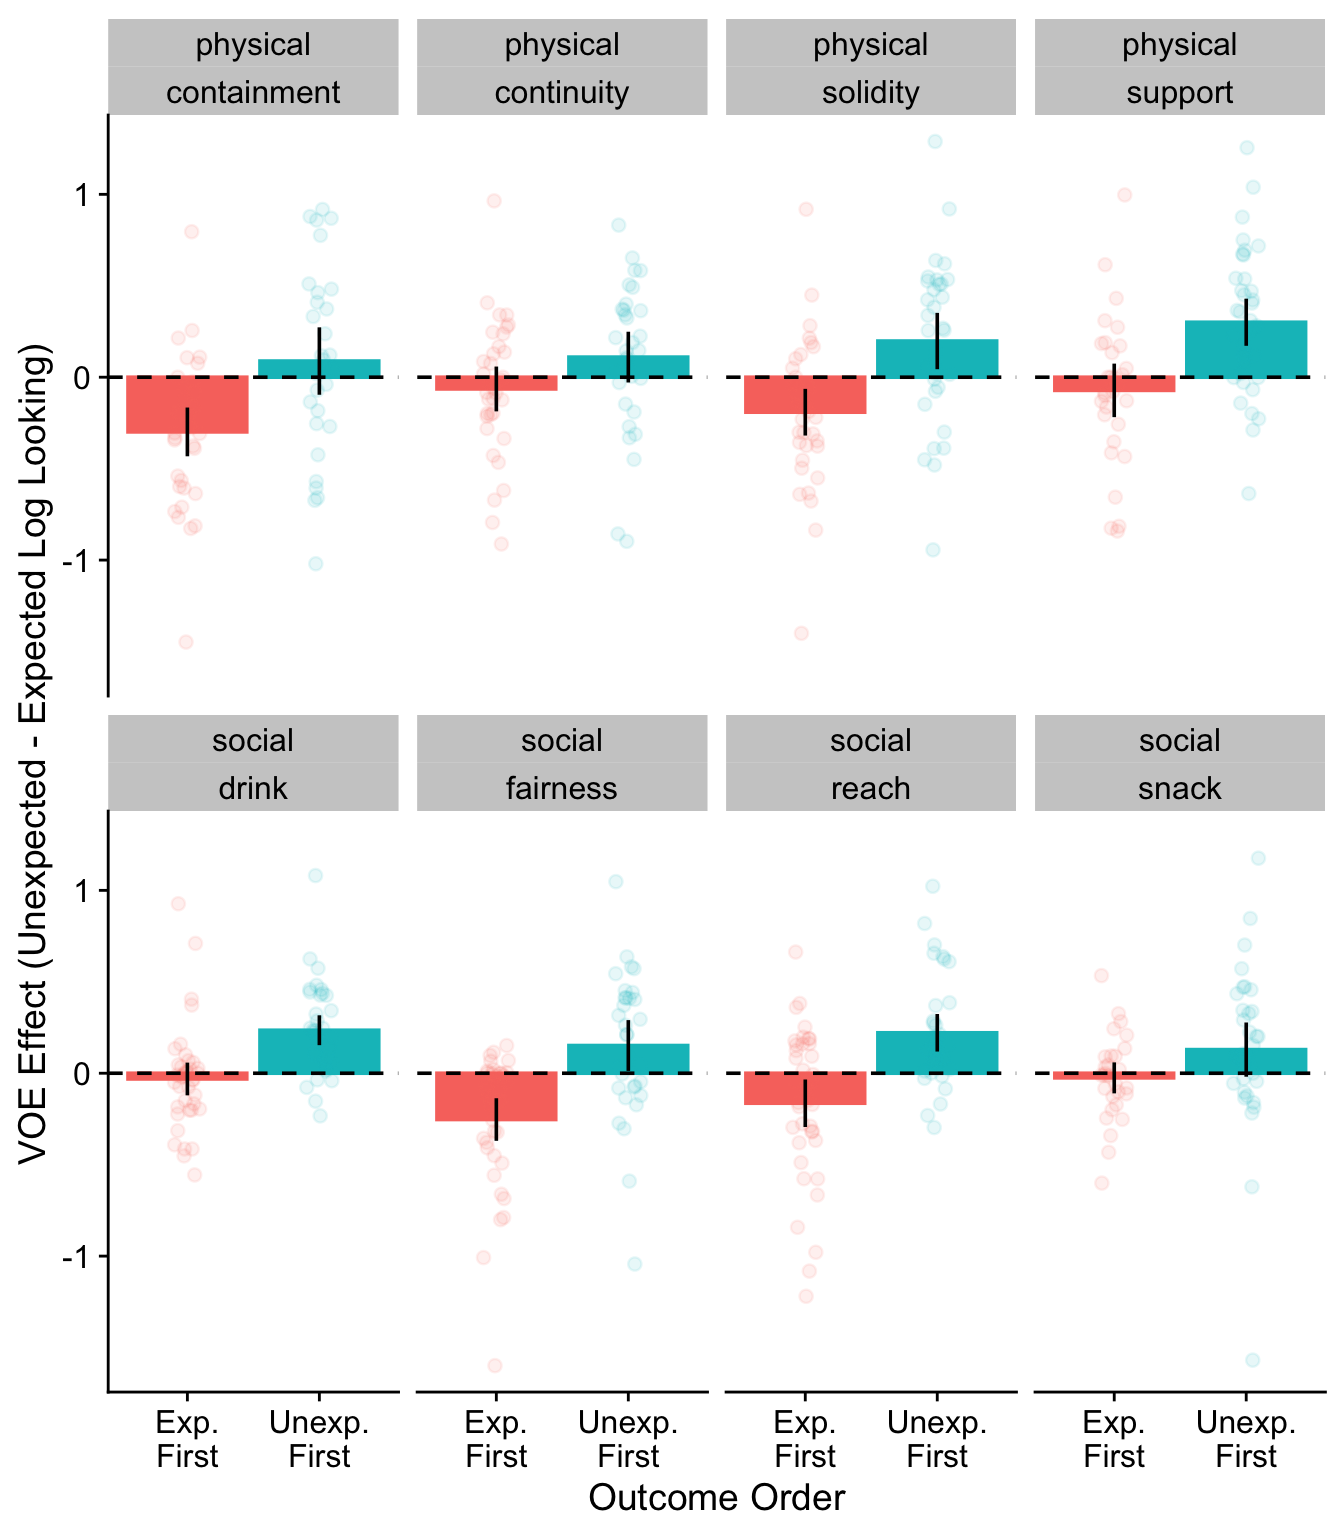 physical
physical
physical
physical
containment
continuity
solidity
support
1
0
-1
VOE Effect (Unexpected - Expected Log Looking)
social
social
social
social
drink
fairness
reach
snack
1
0
-1
Exp.
First
Unexp.
First
Exp.
First
Unexp.
First
Exp.
First
Unexp.
First
Exp.
First
Unexp.
First
Outcome Order